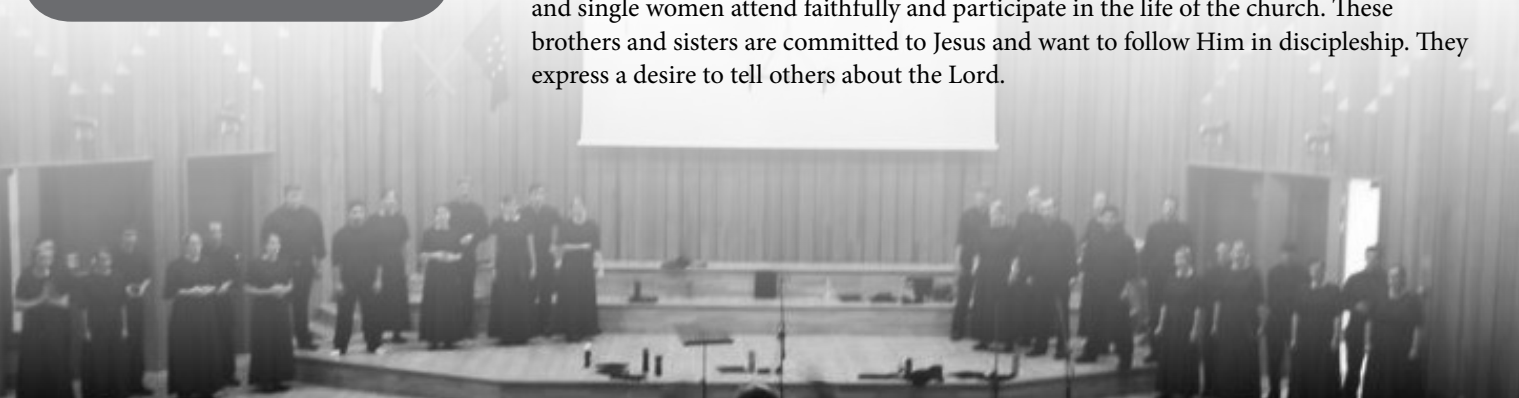 and single women attend faithfully and participate in the life of the church. These
brothers and sisters are committed to Jesus and want to follow Him in discipleship. They
express a desire to tell others about the Lord.